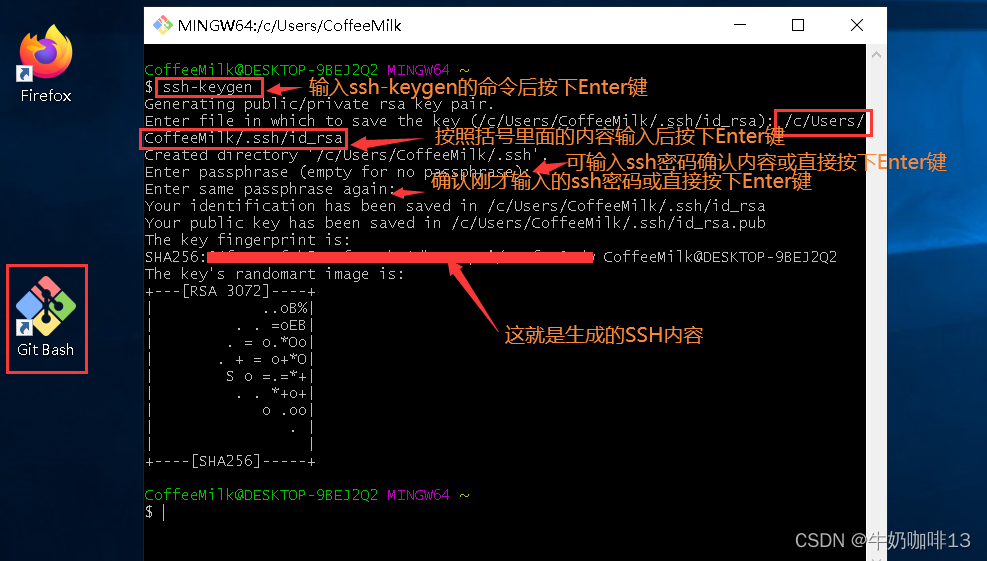 MINGW64:/c/Users/CoffeeMilk
Firefox
CoffeeMilk@DESKTOP-9BEJ2Q2 MINGW64 ~
$ ssh-keygen 输入ssh-keygen的命令后按下Enter键
Generating public/private rsa key pair.
Enter file in which to save the key (/c/Users/CoffeeMilk/.ssh/id_rsa): /c/Users/
CoffeeMilk/.ssh/id_rsa 按照括号里面的内容输入后按下Enter键
Created directory '/c/Users/CoffeeMilk/.ssh'.
Enter passphrase (empty for no passphrase): 可输入ssh密码确认内容或直接按下Enter键
Enter same passphrase again: 确认刚才输入的ssh密码或直接按下Enter键
Your identification has been saved in /c/Users/CoffeeMilk/.ssh/id_rsa
Your public key has been saved in /c/Users/CoffeeMilk/.ssh/id_rsa.pub
The key fingerprint is:
SHA256: CoffeeMilk@DESKTOP-9BEJ2Q2
The key's randomart image is:
+---[RSA 3072]----+
|             ..oB%|
|          . . =oEB|
|         . = o.*Oo|
|        . + = o+*O|
|         S o =.=*+|
|          . . *+o+|
|             o .oo|
|                . |
|                  |
+----[SHA256]-----+
这就是生成的SSH内容
Git Bash
CoffeeMilk@DESKTOP-9BEJ2Q2 MINGW64 ~
$
CSDN @牛奶咖啡13